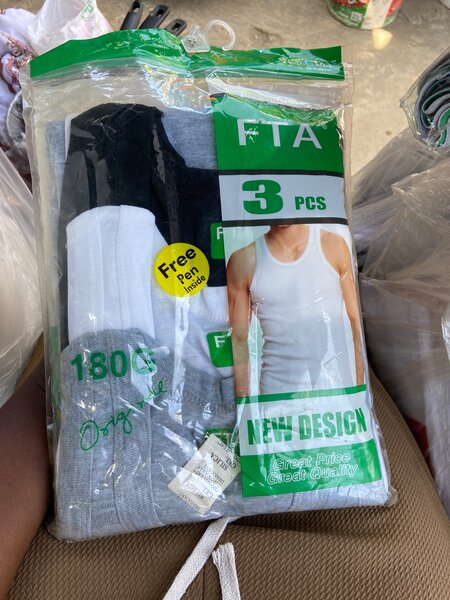 FTA®
3 PCS
Free
Pen
Inside
180G
Original
NEW DESIGN
Great Price
Great Quality